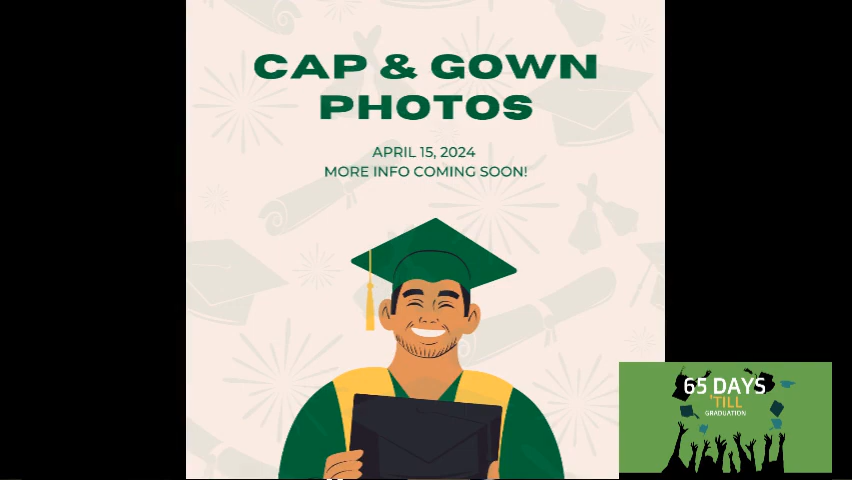 CAP & GOWN
PHOTOS
APRIL 15, 2024
MORE INFO COMING SOON!
65 DAYS
'TILL
GRADUATION